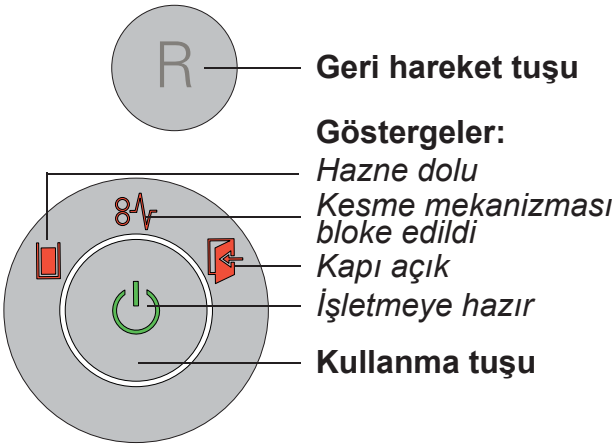 R
Geri hareket tuşu
Göstergeler:
Hazne dolu
Kesme mekanizması
bloke edildi
Kapı açık
İşletmeye hazır
Kullanma tuşu